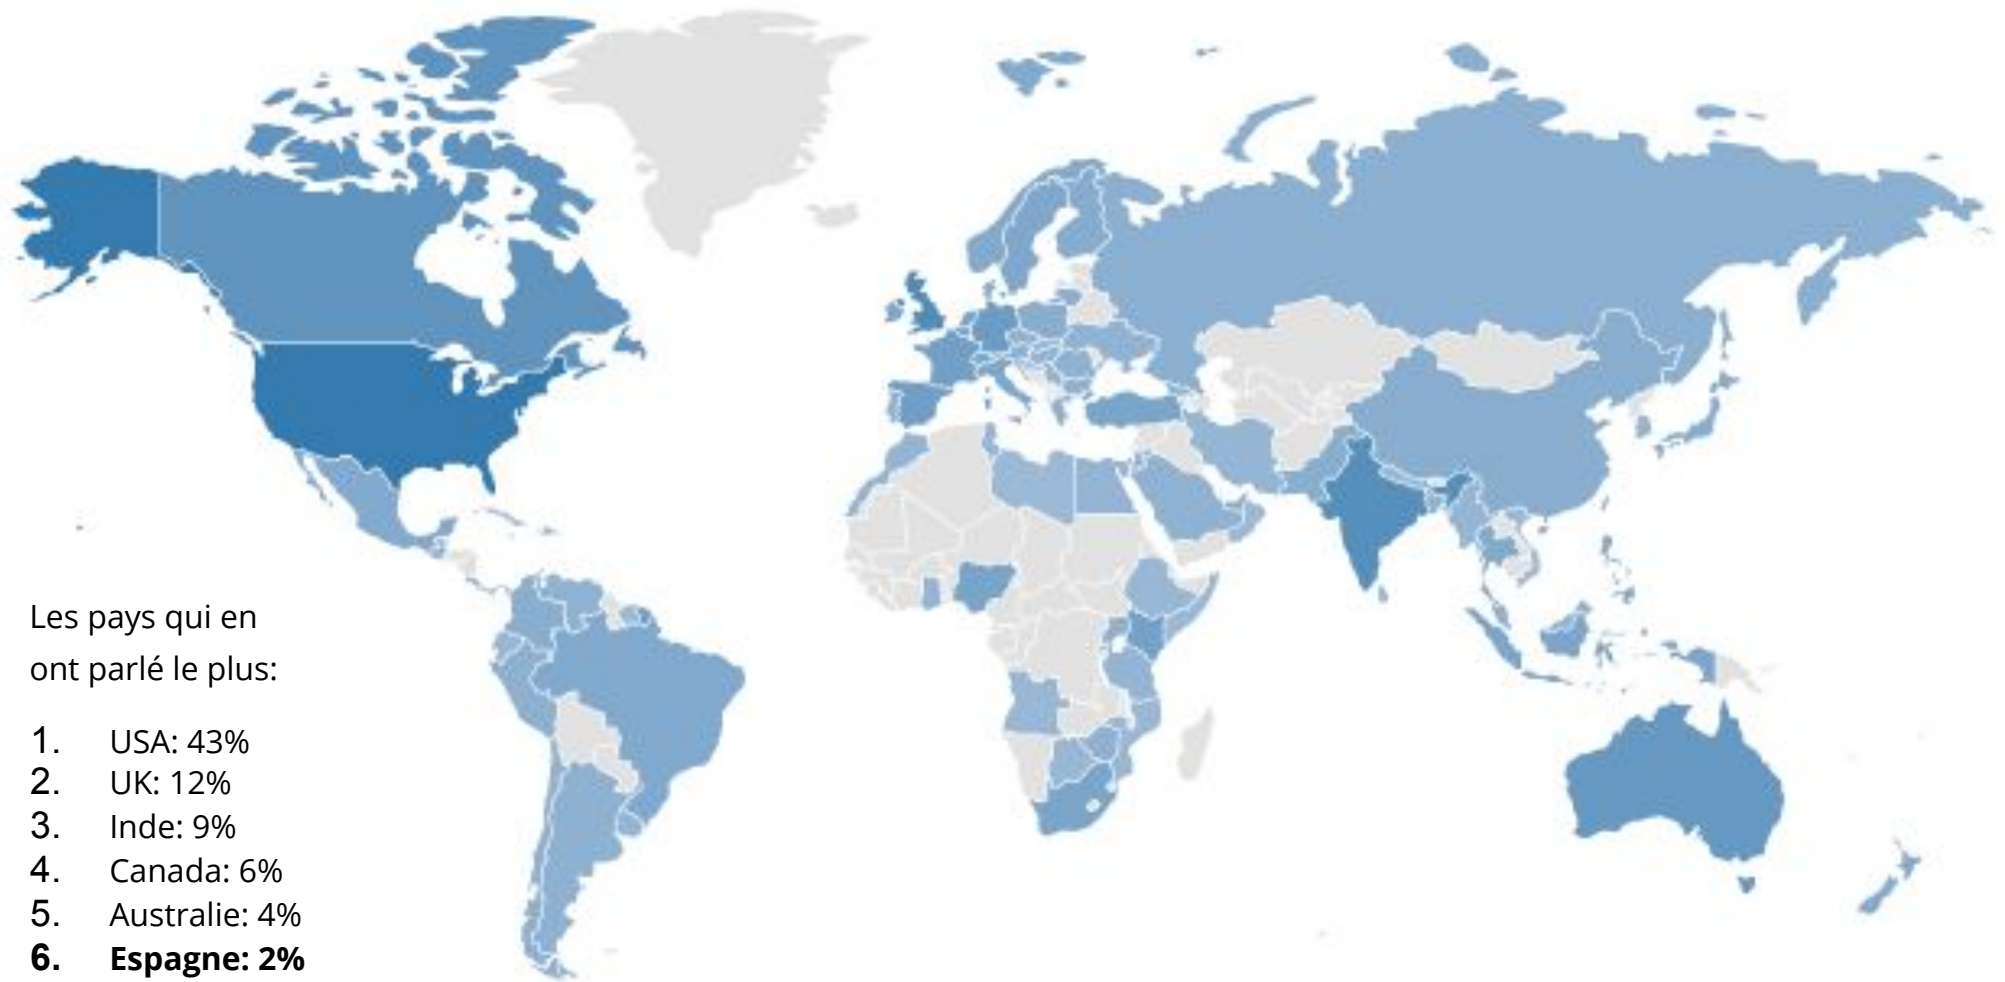 Les pays qui en
ont parlé le plus:
1. USA: 43%
2. UK: 12%
3. Inde: 9%
4. Canada: 6%
5. Australie: 4%
6. Espagne: 2%